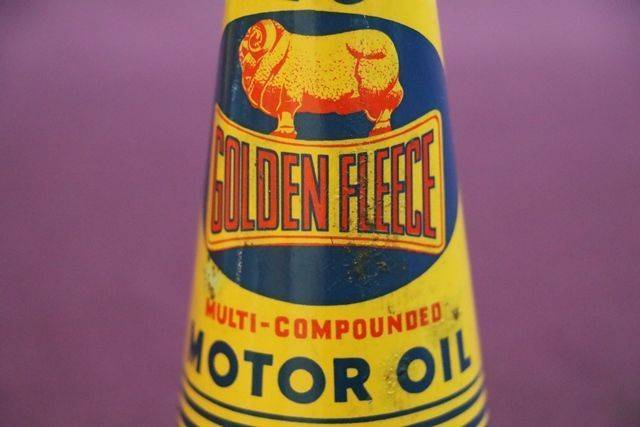 GOLDEN FLEECE
MULTI-COMPOUNDED
MOTOR OIL